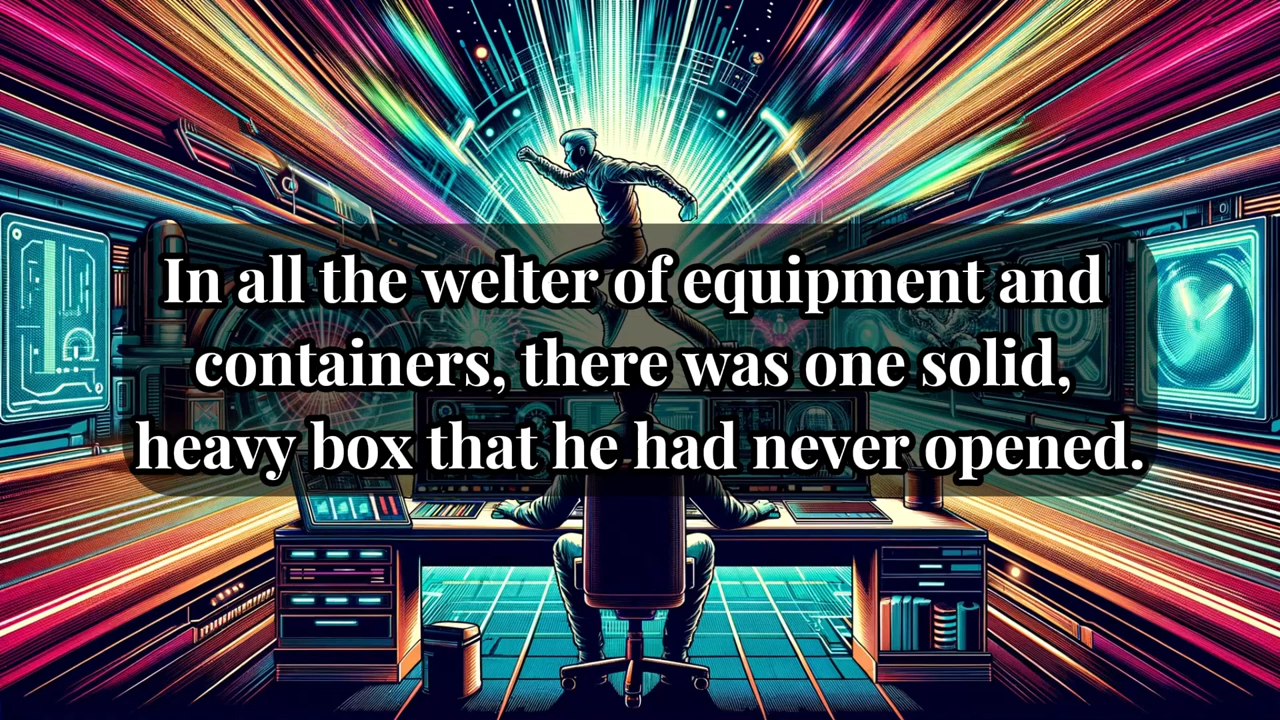 In all the welter of equipment and
containers, there was one solid,
heavy box that he had never opened.